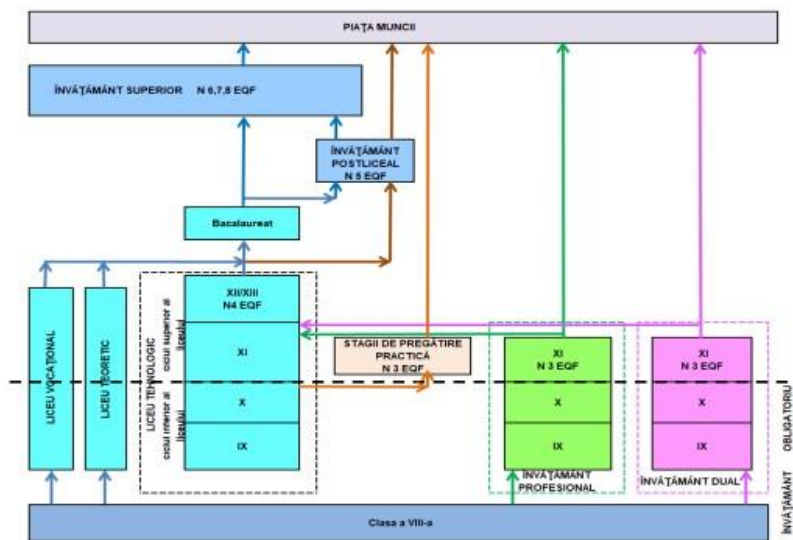 PIAȚA MUNCII
ÎNVĂȚĂMÂNT SUPERIOR N 6,7,8 EQF
ÎNVĂȚĂMÂNT
POSTLICEAL
N 5 EQF
Bacalaureat
LICEU VOCAȚIONAL
LICEU TEORETIC
LICEU TEHNOLOGIC
ciclul superior al
liceului
ciclul inferior al
liceului
XII/XIII
N4 EQF
XI
X
IX
STAGII DE PREGĂTIRE
PRACTICĂ
N 3 EQF
XI
N 3 EQF
X
IX
ÎNVĂȚĂMÂNT
PROFESIONAL
XI
N 3 EQF
X
IX
ÎNVĂȚĂMÂNT DUAL
ÎNVĂȚĂMÂNT OBLIGATORIU
Clasa a VIII-a